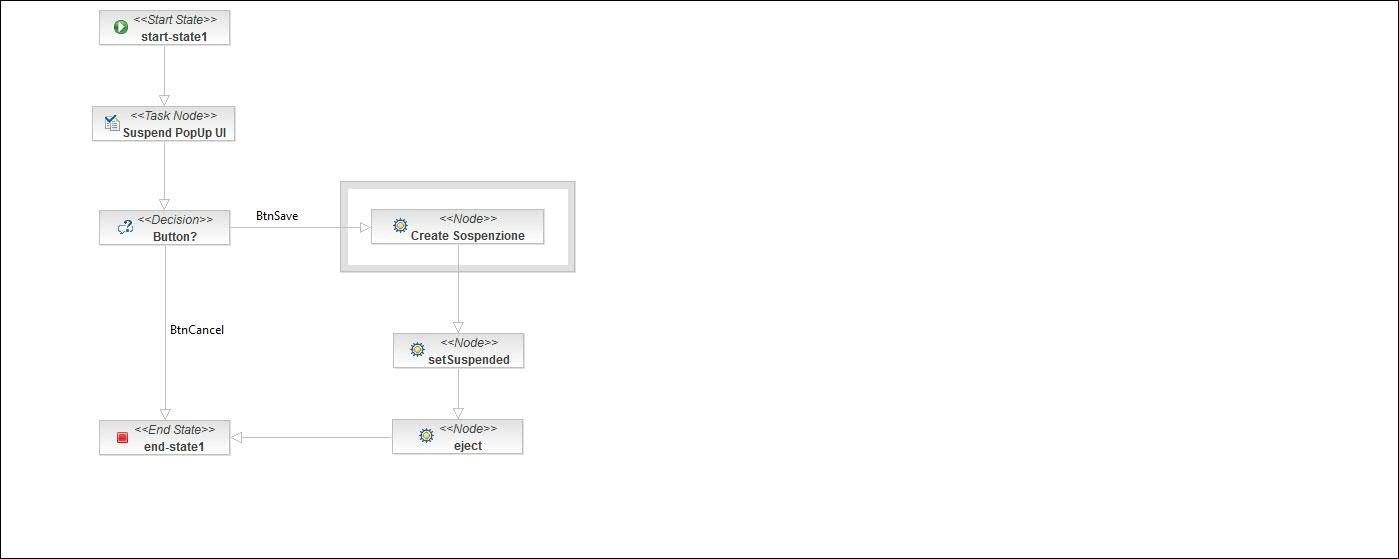 <<Start State>>
start-state1
<<Task Node>>
Suspend PopUp UI
<<Decision>>
Button?
BtnSave
<<Node>>
Create Sospenzione
BtnCancel
<<Node>>
setSuspended
<<End State>>
end-state1
<<Node>>
eject